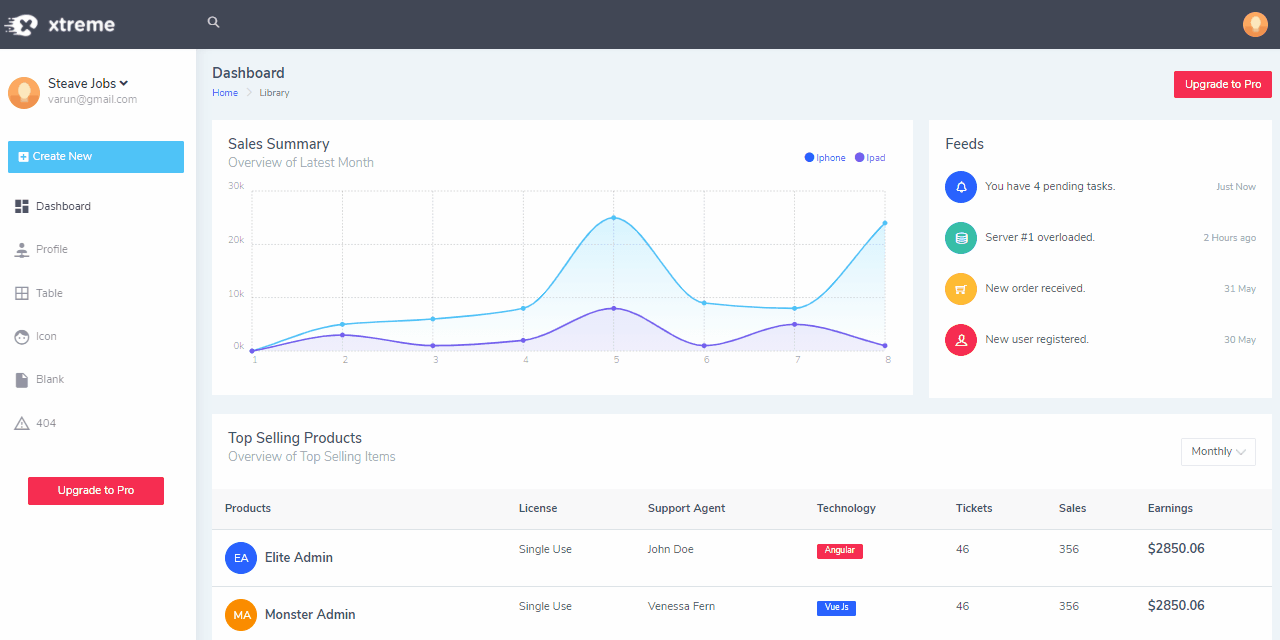 xtreme
Steave Jobs
varun@gmail.com
Create New
Dashboard
Profile
Table
Icon
Blank
404
Upgrade to Pro
Dashboard
Home Library
Upgrade to Pro
Sales Summary
Overview of Latest Month
Iphone Ipad
30k
20k
10k
0k
1 2 3 4 5 6 7 8
Feeds
You have 4 pending tasks. Just Now
Server #1 overloaded. 2 Hours ago
New order received. 31 May
New user registered. 30 May
Top Selling Products
Overview of Top Selling Items
Monthly
Products License Support Agent Technology Tickets Sales Earnings
EA Elite Admin Single Use John Doe Angular 46 356 $2850.06
MA Monster Admin Single Use Venessa Fern Vue Js 46 356 $2850.06